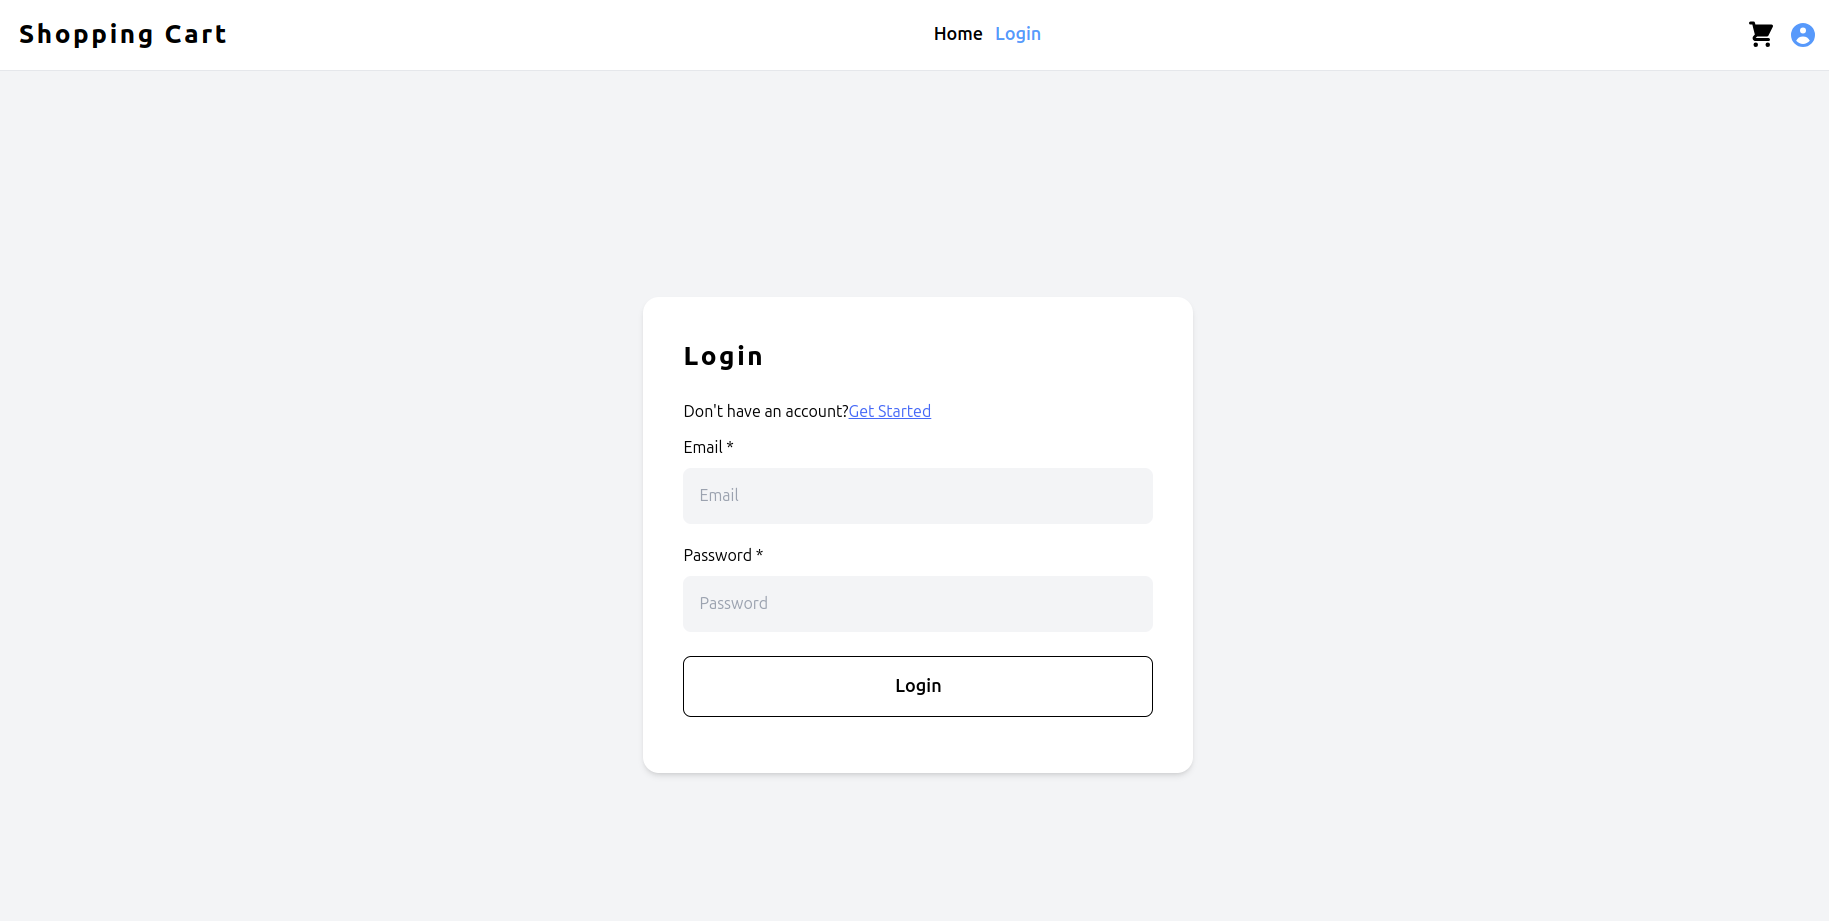 Shopping Cart
Home Login
Login
Don't have an account?Get Started
Email *
Email
Password *
Password
Login